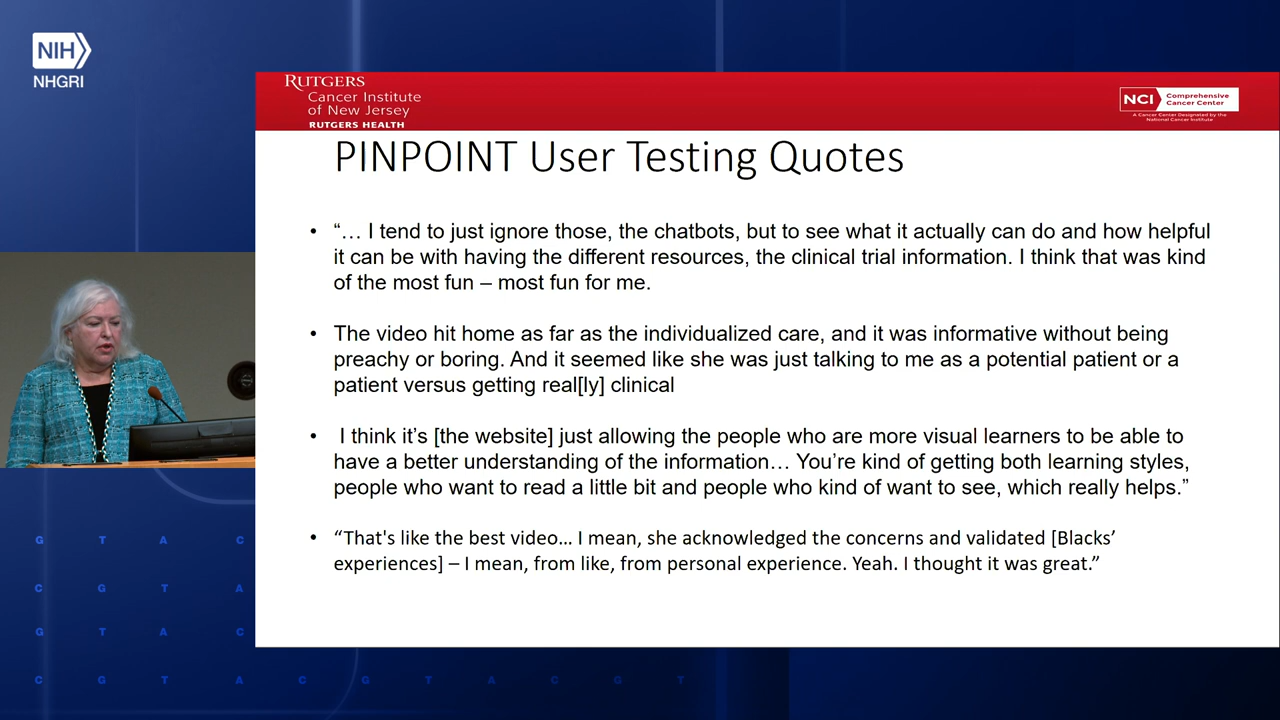 NIH
NHGRI
RUTGERS
Cancer Institute
of New Jersey
RUTGERS HEALTH
NCI Comprehensive
Cancer Center
A Cancer Center Designated by the
National Cancer Institute
PINPOINT User Testing Quotes
• “… I tend to just ignore those, the chatbots, but to see what it actually can do and how helpful
it can be with having the different resources, the clinical trial information. I think that was kind
of the most fun – most fun for me.
• The video hit home as far as the individualized care, and it was informative without being
preachy or boring. And it seemed like she was just talking to me as a potential patient or a
patient versus getting real[ly] clinical
• I think it’s [the website] just allowing the people who are more visual learners to be able to
have a better understanding of the information… You’re kind of getting both learning styles,
people who want to read a little bit and people who kind of want to see, which really helps.”
• “That's like the best video… I mean, she acknowledged the concerns and validated [Blacks’
experiences] – I mean, from like, from personal experience. Yeah. I thought it was great.”
G T A C
C G T A
G T A C
C G T A C G T A C G T